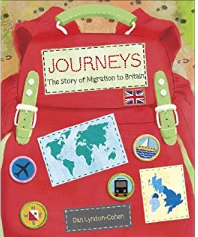 JOURNEYS
The Story of Migration to Britain
Dan Lyndon-Cohen